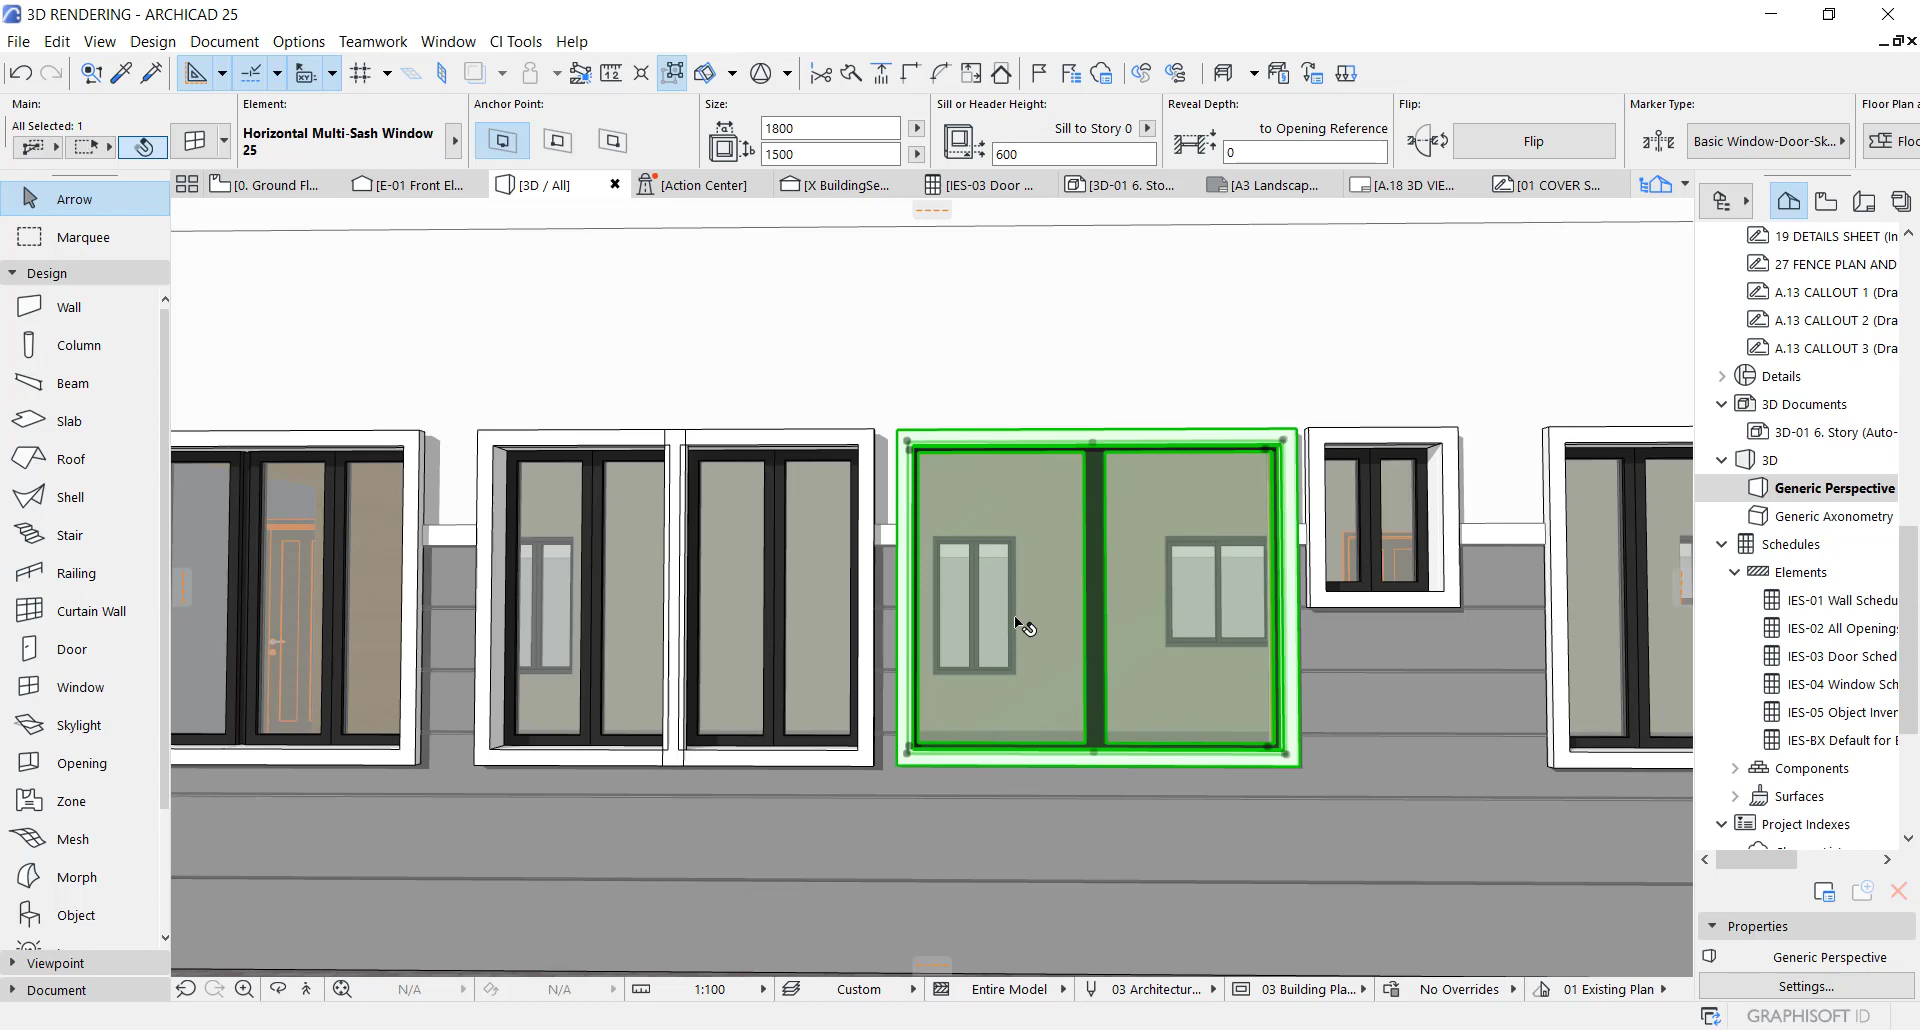 3D RENDERING - ARCHICAD 25
File Edit View Design Document Options Teamwork Window CI Tools Help
Main: Element: Anchor Point: Size: Sill or Header Height: Reveal Depth: Flip: Marker Type: Floor Plan a
All Selected: 1
Horizontal Multi-Sash Window 25
1800
1500
Sill to Story 0
600
to Opening Reference
0
Flip
Basic Window-Door-Sk...
Floo
[0. Ground Fl... [E-01 Front El... [3D / All] [Action Center] [X BuildingSe... [IES-03 Door ... [3D-01 6. Sto... [A3 Landscap... [A.18 3D VIE... [01 COVER S...
Arrow
Marquee
Design
Wall
Column
Beam
Slab
Roof
Shell
Stair
Railing
Curtain Wall
Door
Window
Skylight
Opening
Zone
Mesh
Morph
Object
Viewpoint
Document
19 DETAILS SHEET (In
27 FENCE PLAN AND
A.13 CALLOUT 1 (Dra
A.13 CALLOUT 2 (Dra
A.13 CALLOUT 3 (Dra
Details
3D Documents
3D-01 6. Story (Auto-
3D
Generic Perspective
Generic Axonometry
Schedules
Elements
IES-01 Wall Schedu
IES-02 All Opening
IES-03 Door Sched
IES-04 Window Sch
IES-05 Object Inver
IES-BX Default for E
Components
Surfaces
Project Indexes
Properties
Generic Perspective
Settings...
N/A N/A 1:100 Custom Entire Model 03 Architectur... 03 Building Pla... No Overrides 01 Existing Plan
GRAPHISOFT ID